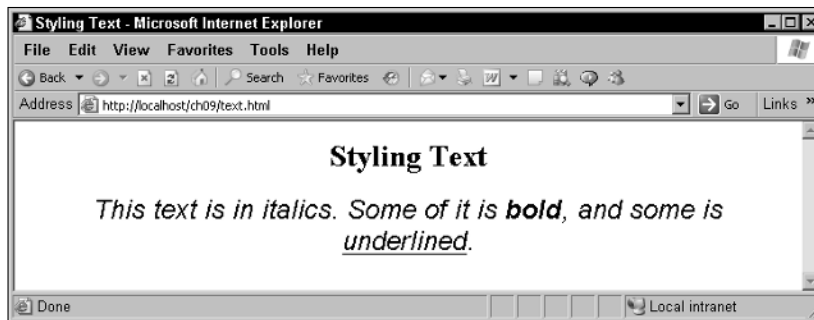 Styling Text - Microsoft Internet Explorer
File Edit View Favorites Tools Help
Back Search Favorites W
Address http://localhost/ch09/text.html Go Links »
Styling Text
This text is in italics. Some of it is bold, and some is
underlined.
Done Local intranet